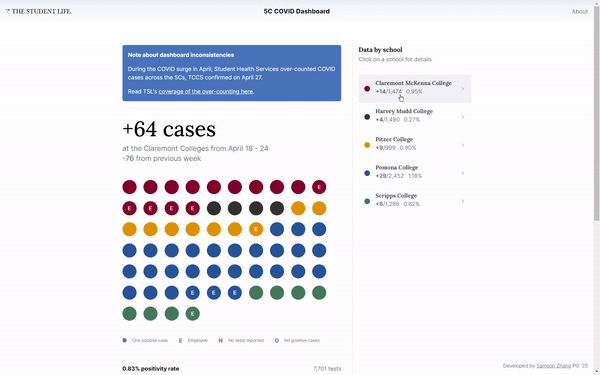 THE STUDENT LIFE
5C COVID Dashboard
About
Note about dashboard inconsistencies
During the COVID surge in April, Student Health Services over-counted COVID
cases across the 5Cs, TCCS confirmed on April 27.
Read TSL's coverage of the over-counting here.
+64 cases
at the Claremont Colleges from April 18 - 24
-76 from previous week
E
E E E E
E
E E E
E
One positive case
E Employee
N No tests reported
0 No positive cases
0.83% positivity rate
7,701 tests
Data by school
Click on a school for details
Claremont McKenna College
+14/1,474 0.95%
Harvey Mudd College
+4/1,490 0.27%
Pitzer College
+9/999 0.90%
Pomona College
+29/2,452 1.18%
Scripps College
+8/1,286 0.62%
Developed by Samson Zhang PO '25